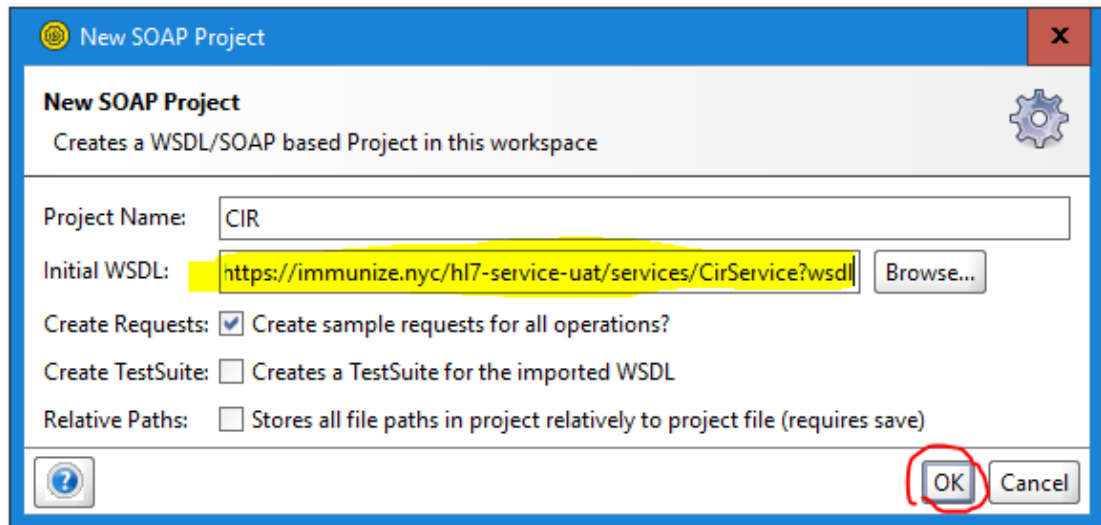 New SOAP Project
x
New SOAP Project
Creates a WSDL/SOAP based Project in this workspace
Project Name: CIR
Initial WSDL: https://immunize.nyc/hl7-service-uat/services/CirService?wsdl Browse...
Create Requests: Create sample requests for all operations?
Create TestSuite: Creates a TestSuite for the imported WSDL
Relative Paths: Stores all file paths in project relatively to project file (requires save)
? OK Cancel